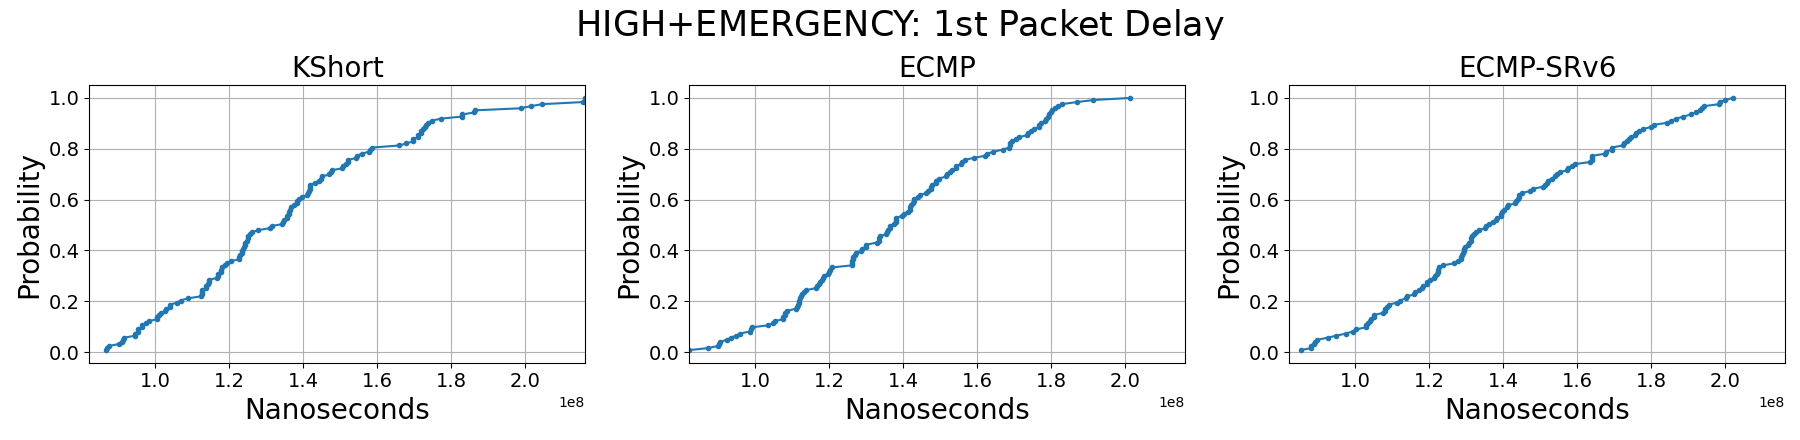 HIGH+EMERGENCY: 1st Packet Delay
KShort
Probability
1.0
0.8
0.6
0.4
0.2
0.0
1.0 1.2 1.4 1.6 1.8 2.0
1e8
Nanoseconds
ECMP
Probability
1.0
0.8
0.6
0.4
0.2
0.0
1.0 1.2 1.4 1.6 1.8 2.0
1e8
Nanoseconds
ECMP-SRv6
Probability
1.0
0.8
0.6
0.4
0.2
0.0
1.0 1.2 1.4 1.6 1.8 2.0
1e8
Nanoseconds